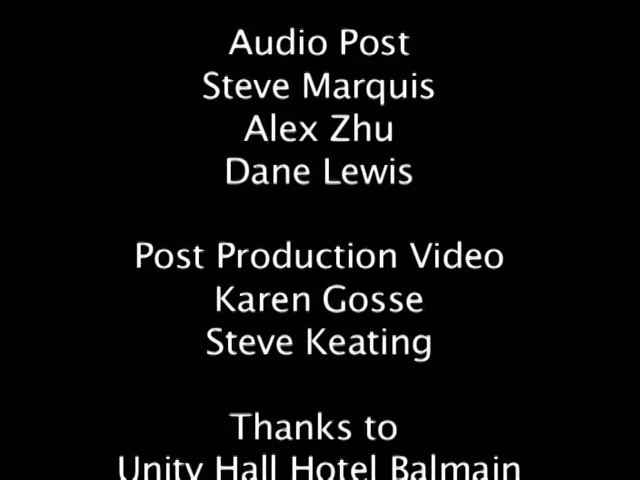 Audio Post
Steve Marquis
Alex Zhu
Dane Lewis
Post Production Video
Karen Gosse
Steve Keating
Thanks to
Unity Hall Hotel Balmain